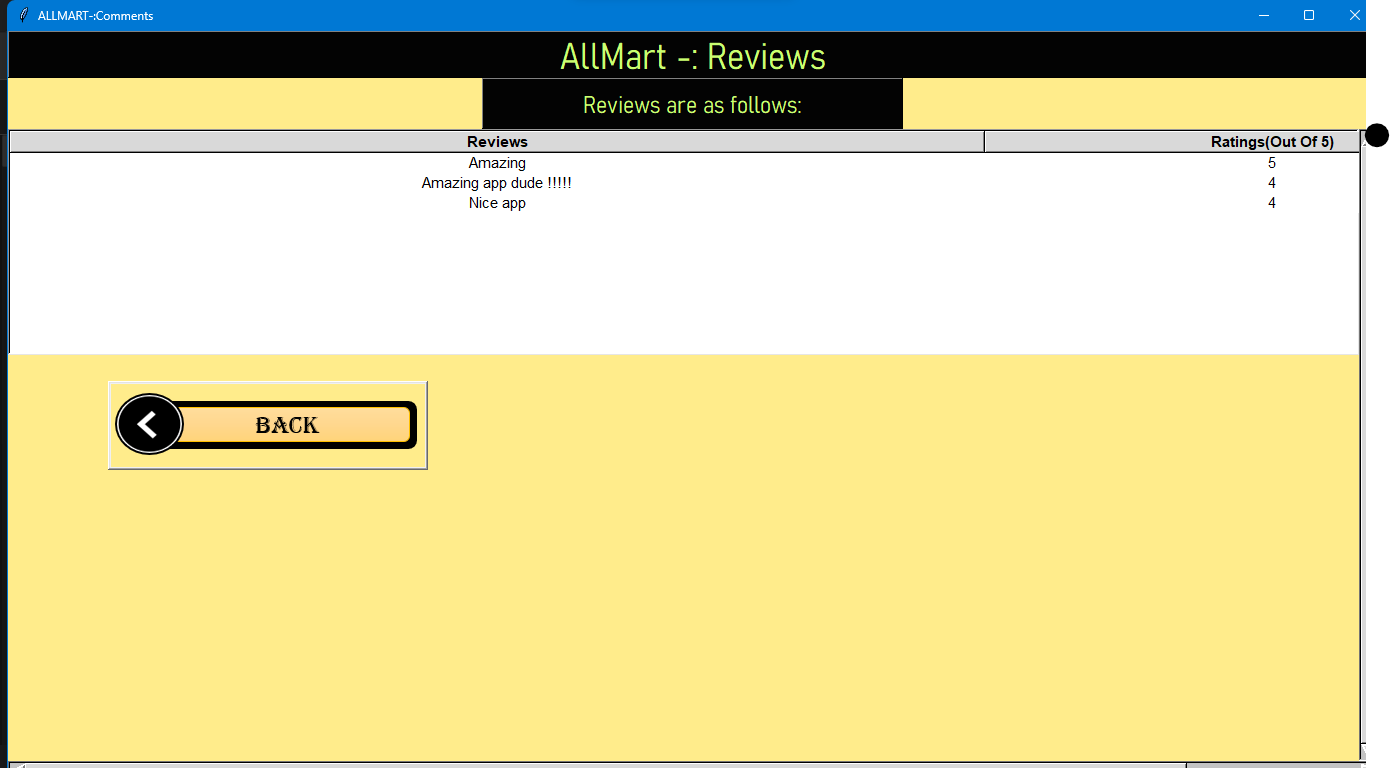 ALLMART-:Comments
AllMart -: Reviews
Reviews are as follows:
Reviews Ratings(Out Of 5)
Amazing 5
Amazing app dude !!!!! 4
Nice app 4
BACK